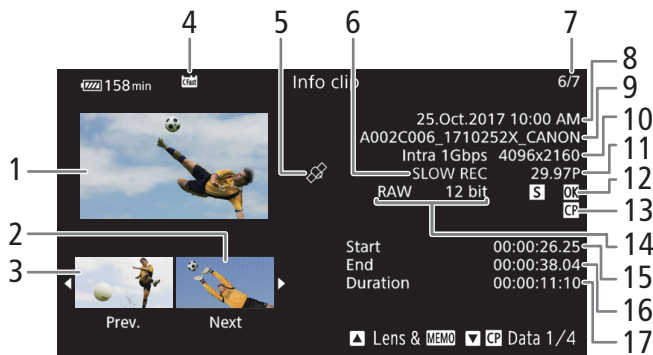 4 5 6 7
158 min CFast Info clip 6/7
8
9
10
11
12
13
14
15
16
17
1
2
3
25.Oct.2017 10:00 AM
A002C006_1710252X_CANON
Intra 1Gbps 4096x2160
SLOW REC 29.97P
RAW 12 bit S OK
CP
Start 00:00:26.25
End 00:00:38.04
Duration 00:00:11:10
Prev. Next
Lens & MEMO CP Data 1/4